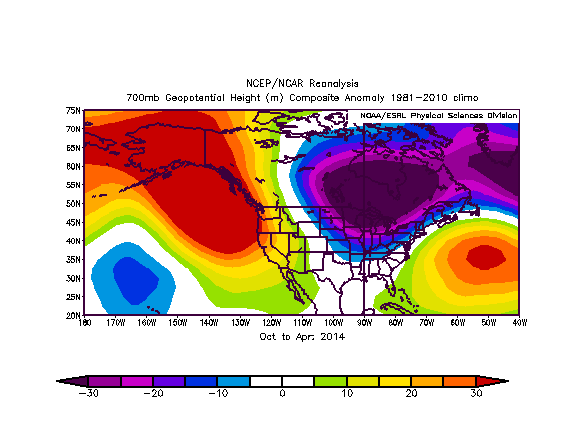 NCEP/NCAR Reanalysis
700mb Geopotential Height (m) Composite Anomaly 1981-2010 climo
NOAA/ESRL Physical Sciences Division
75N
70N
65N
60N
55N
50N
45N
40N
35N
30N
25N
20N
180 170W 160W 150W 140W 130W 120W 110W 100W 90W 80W 70W 60W 50W 40W
Oct to Apr: 2014
-30 -20 -10 0 10 20 30